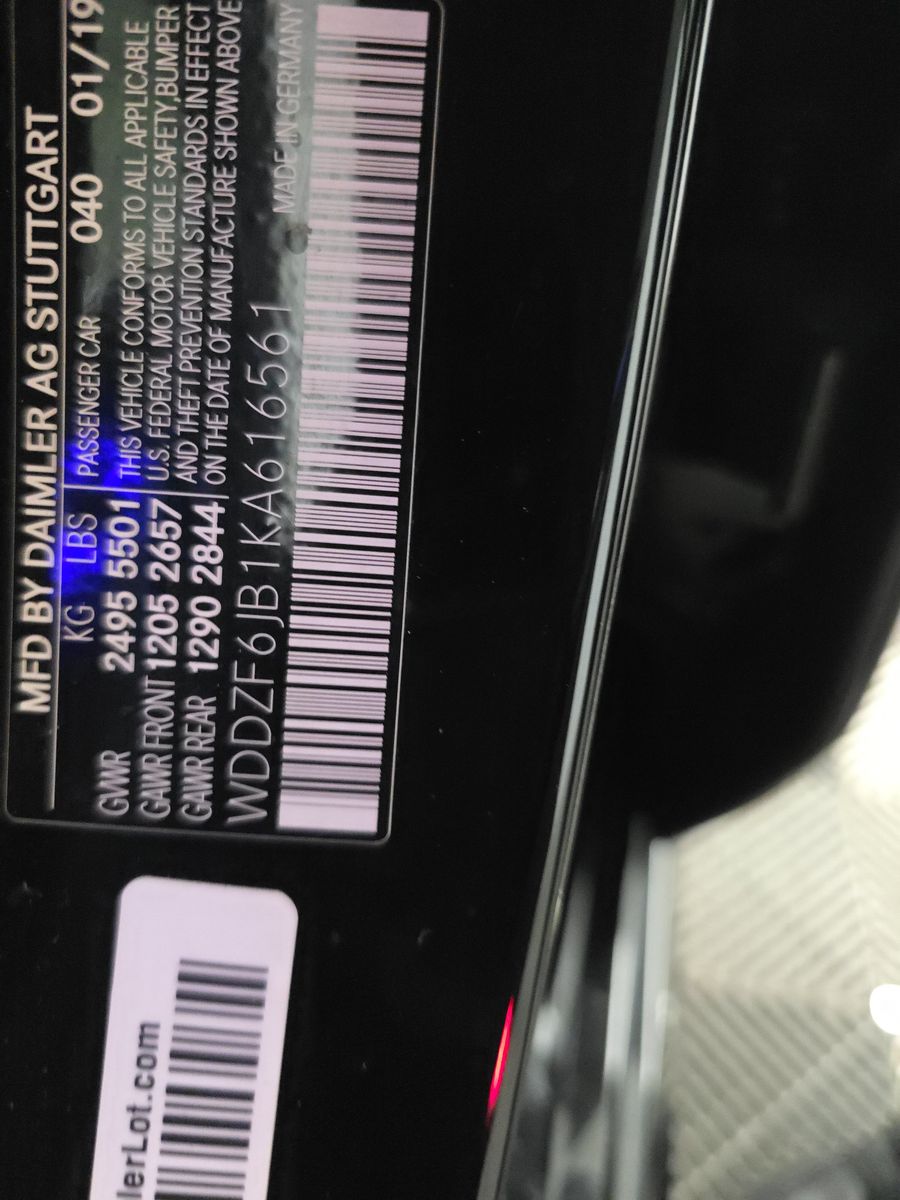 MFD BY DAIMLER AG STUTTGART
KG LBS PASSENGER CAR 040 01/19
GVWR 2495 5501 THIS VEHICLE CONFORMS TO ALL APPLICABLE
GAWR FRONT 1205 2657 U.S. FEDERAL MOTOR VEHICLE SAFETY,BUMPER
GAWR REAR 1290 2844 AND THEFT PREVENTION STANDARDS IN EFFECT
ON THE DATE OF MANUFACTURE SHOWN ABOVE
WDDZF6JB1KA616561 MADE IN GERMANY
lerLot.com